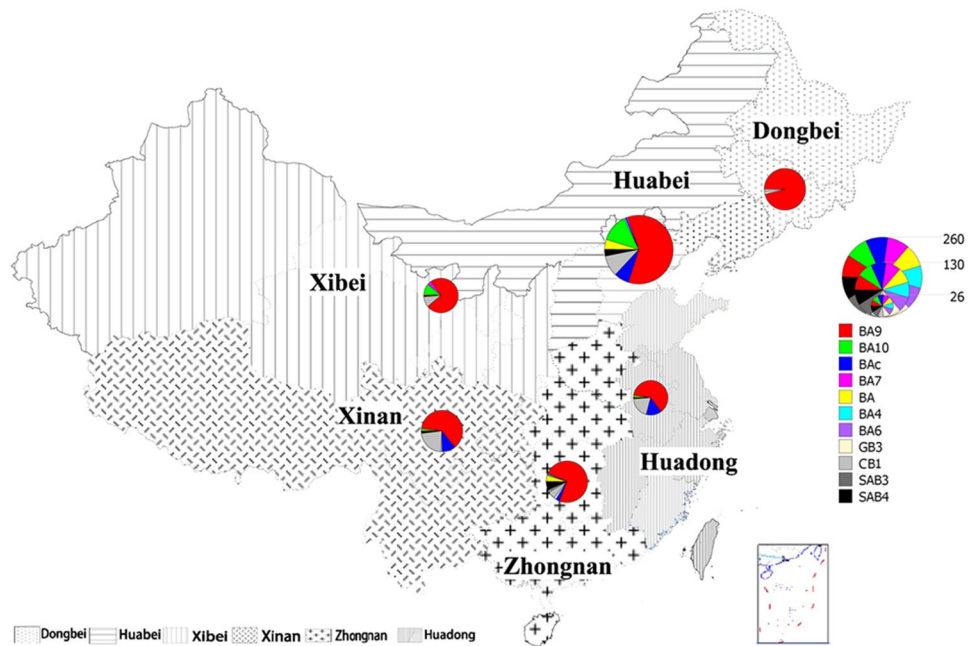 Dongbei
Huabei
260
130
26
Xibei
BA9
BA10
BAc
BA7
BA
BA4
BA6
GB3
CB1
SAB3
SAB4
Xinan
Huadong
Zhongnan
Dongbei Huabei Xibei Xinan Zhongnan Huadong